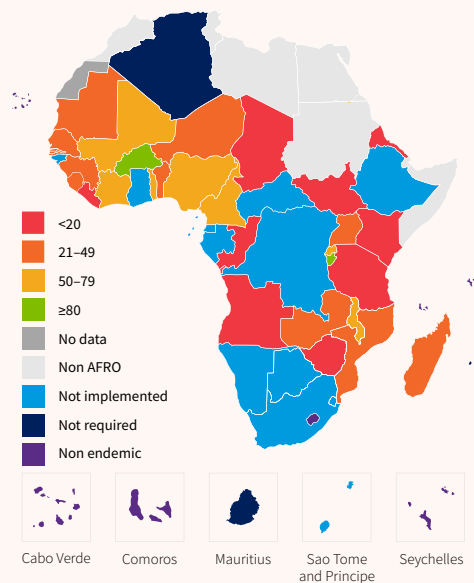 <20
21–49
50–79
≥80
No data
Non AFRO
Not implemented
Not required
Non endemic
Cabo Verde
Comoros
Mauritius
Sao Tome
and Principe
Seychelles